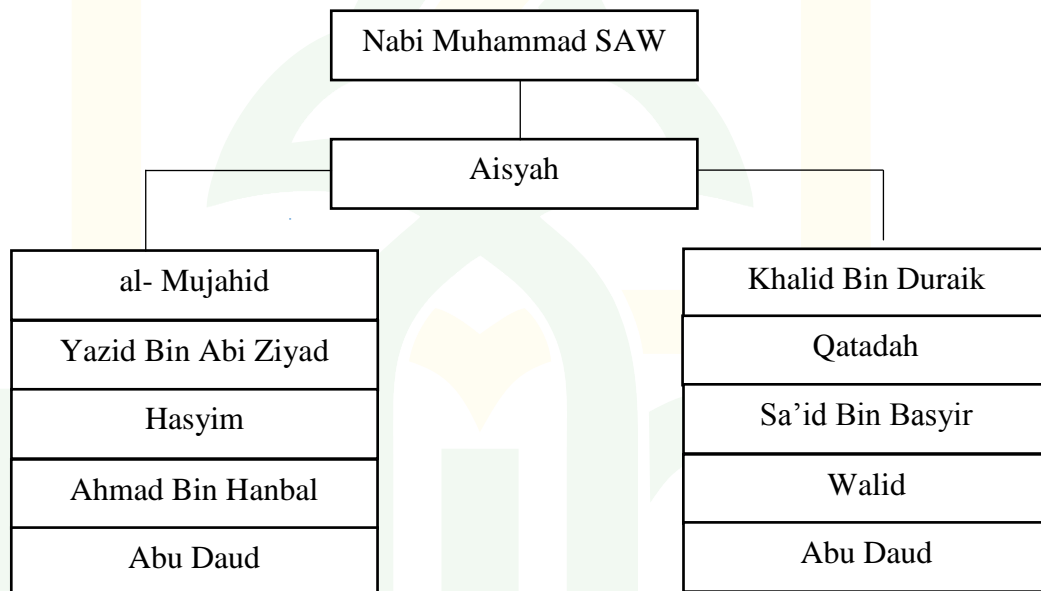 Nabi Muhammad SAW
Aisyah
al- Mujahid
Yazid Bin Abi Ziyad
Hasyim
Ahmad Bin Hanbal
Abu Daud
Khalid Bin Duraik
Qatadah
Sa’id Bin Basyir
Walid
Abu Daud